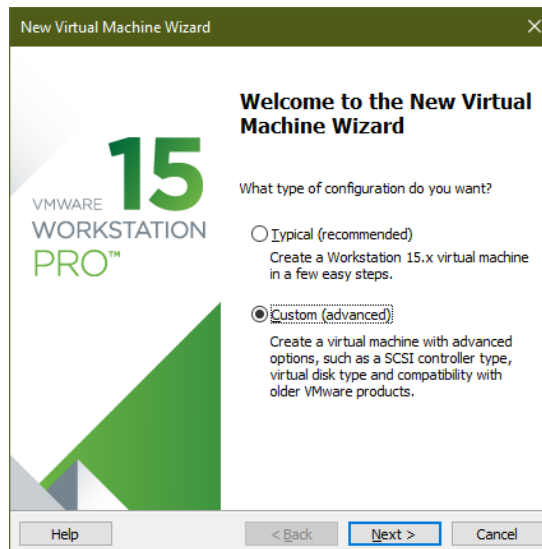 New Virtual Machine Wizard
Welcome to the New Virtual
Machine Wizard
15
VMWARE
WORKSTATION
PRO™
What type of configuration do you want?
Typical (recommended)
Create a Workstation 15.x virtual machine
in a few easy steps.
Custom (advanced)
Create a virtual machine with advanced
options, such as a SCSI controller type,
virtual disk type and compatibility with
older VMware products.
Help
< Back
Next >
Cancel